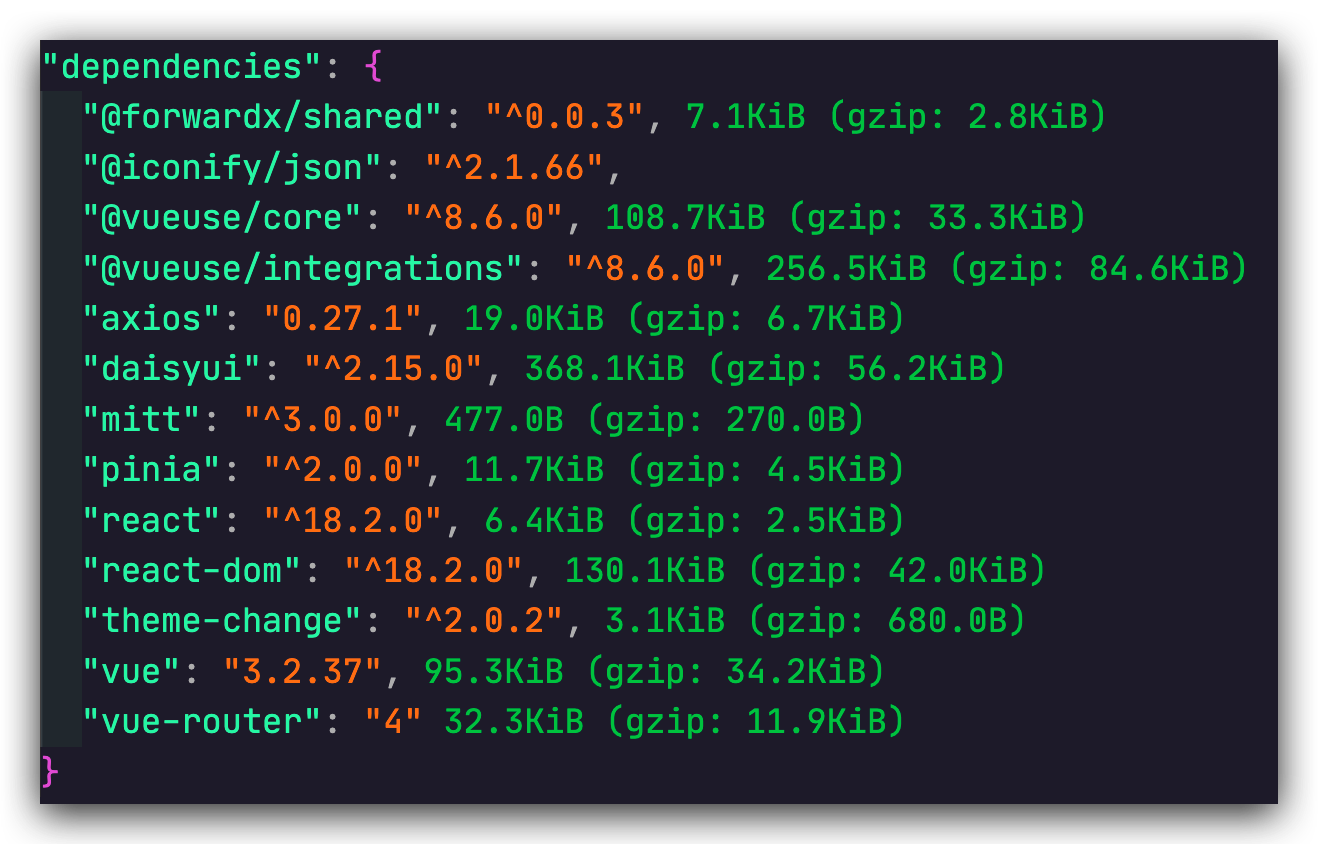 "dependencies": {
"@forwardx/shared": "^0.0.3", 7.1KiB (gzip: 2.8KiB)
"@iconify/json": "^2.1.66",
"@vueuse/core": "^8.6.0", 108.7KiB (gzip: 33.3KiB)
"@vueuse/integrations": "^8.6.0", 256.5KiB (gzip: 84.6KiB)
"axios": "0.27.1", 19.0KiB (gzip: 6.7KiB)
"daisyui": "^2.15.0", 368.1KiB (gzip: 56.2KiB)
"mitt": "^3.0.0", 477.0B (gzip: 270.0B)
"pinia": "^2.0.0", 11.7KiB (gzip: 4.5KiB)
"react": "^18.2.0", 6.4KiB (gzip: 2.5KiB)
"react-dom": "^18.2.0", 130.1KiB (gzip: 42.0KiB)
"theme-change": "^2.0.2", 3.1KiB (gzip: 680.0B)
"vue": "3.2.37", 95.3KiB (gzip: 34.2KiB)
"vue-router": "4" 32.3KiB (gzip: 11.9KiB)
}